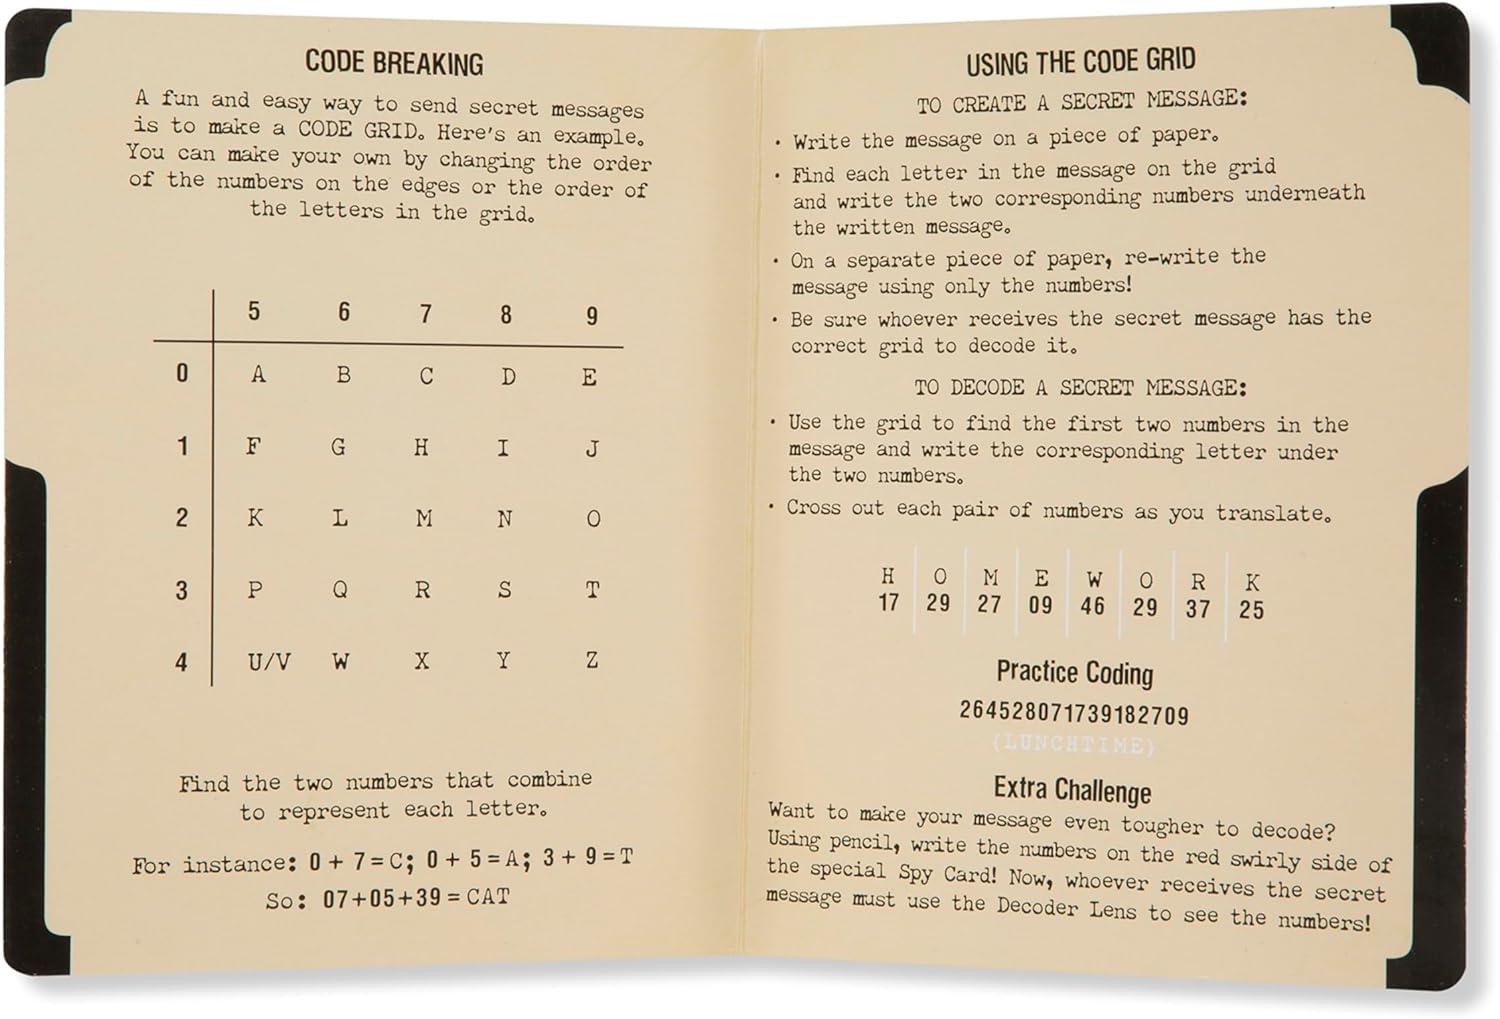 CODE BREAKING
A fun and easy way to send secret messages
is to make a CODE GRID. Here's an example.
You can make your own by changing the order
of the numbers on the edges or the order of
the letters in the grid.
5 6 7 8 9
0 A B C D E
1 F G H I J
2 K L M N O
3 P Q R S T
4 U/V W X Y Z
Find the two numbers that combine
to represent each letter.
For instance: 0 + 7 = C; 0 + 5 = A; 3 + 9 = T
So: 07+05+39 = CAT
USING THE CODE GRID
TO CREATE A SECRET MESSAGE:
• Write the message on a piece of paper.
• Find each letter in the message on the grid
and write the two corresponding numbers underneath
the written message.
• On a separate piece of paper, re-write the
message using only the numbers!
• Be sure whoever receives the secret message has the
correct grid to decode it.
TO DECODE A SECRET MESSAGE:
• Use the grid to find the first two numbers in the
message and write the corresponding letter under
the two numbers.
• Cross out each pair of numbers as you translate.
H O M E W O R K
17 29 27 09 46 29 37 25
Practice Coding
264528071739182709
(LUNCHTIME)
Extra Challenge
Want to make your message even tougher to decode?
Using pencil, write the numbers on the red swirly side of
the special Spy Card! Now, whoever receives the secret
message must use the Decoder Lens to see the numbers!